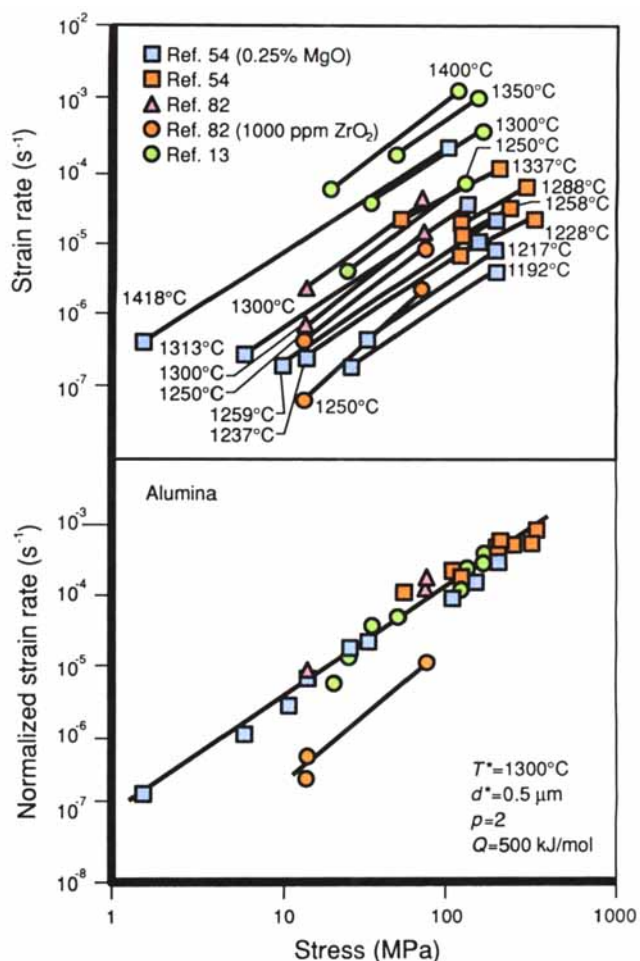 10⁻²
10⁻³
10⁻⁴
10⁻⁵
10⁻⁶
10⁻⁷
Strain rate (s⁻¹)
Ref. 54 (0.25% MgO)
Ref. 54
Ref. 82
Ref. 82 (1000 ppm ZrO₂)
Ref. 13
1400°C
1350°C
1300°C
1250°C
1337°C
1288°C
1258°C
1228°C
1217°C
1192°C
1418°C
1300°C
1313°C
1300°C
1250°C
1259°C
1237°C
1250°C
Alumina
10⁻³
10⁻⁴
10⁻⁵
10⁻⁶
10⁻⁷
10⁻⁸
Normalized strain rate (s⁻¹)
T*=1300°C
d*=0.5 µm
p=2
Q=500 kJ/mol
1 10 100 1000
Stress (MPa)